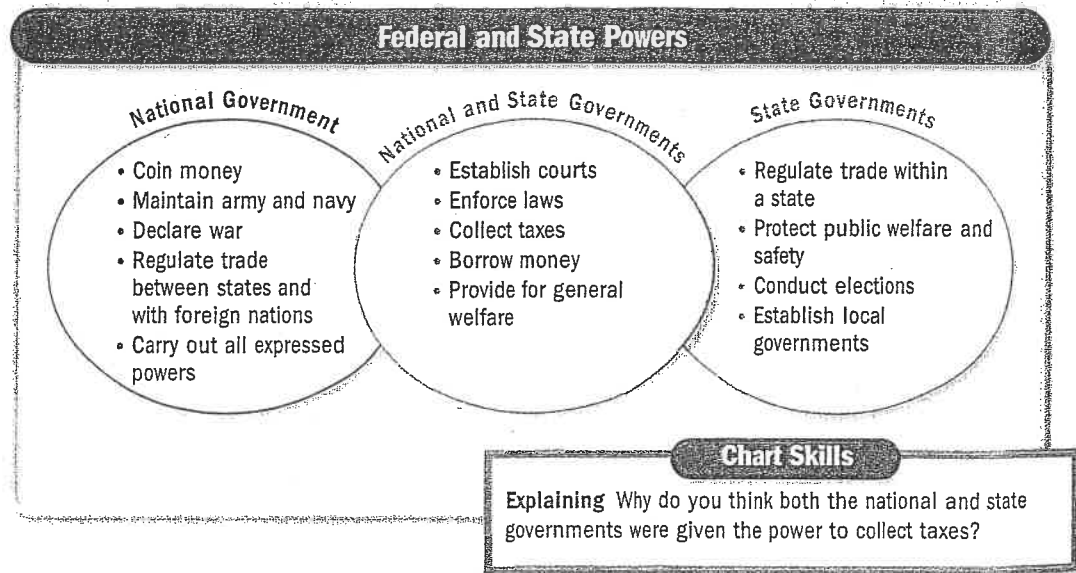 Federal and State Powers
National Government
• Coin money
• Maintain army and navy
• Declare war
• Regulate trade
between states and
with foreign nations
• Carry out all expressed
powers
National and State Governments
• Establish courts
• Enforce laws
• Collect taxes
• Borrow money
• Provide for general
welfare
State Governments
• Regulate trade within
a state
• Protect public welfare and
safety
• Conduct elections
• Establish local
governments
Chart Skills
Explaining Why do you think both the national and state
governments were given the power to collect taxes?